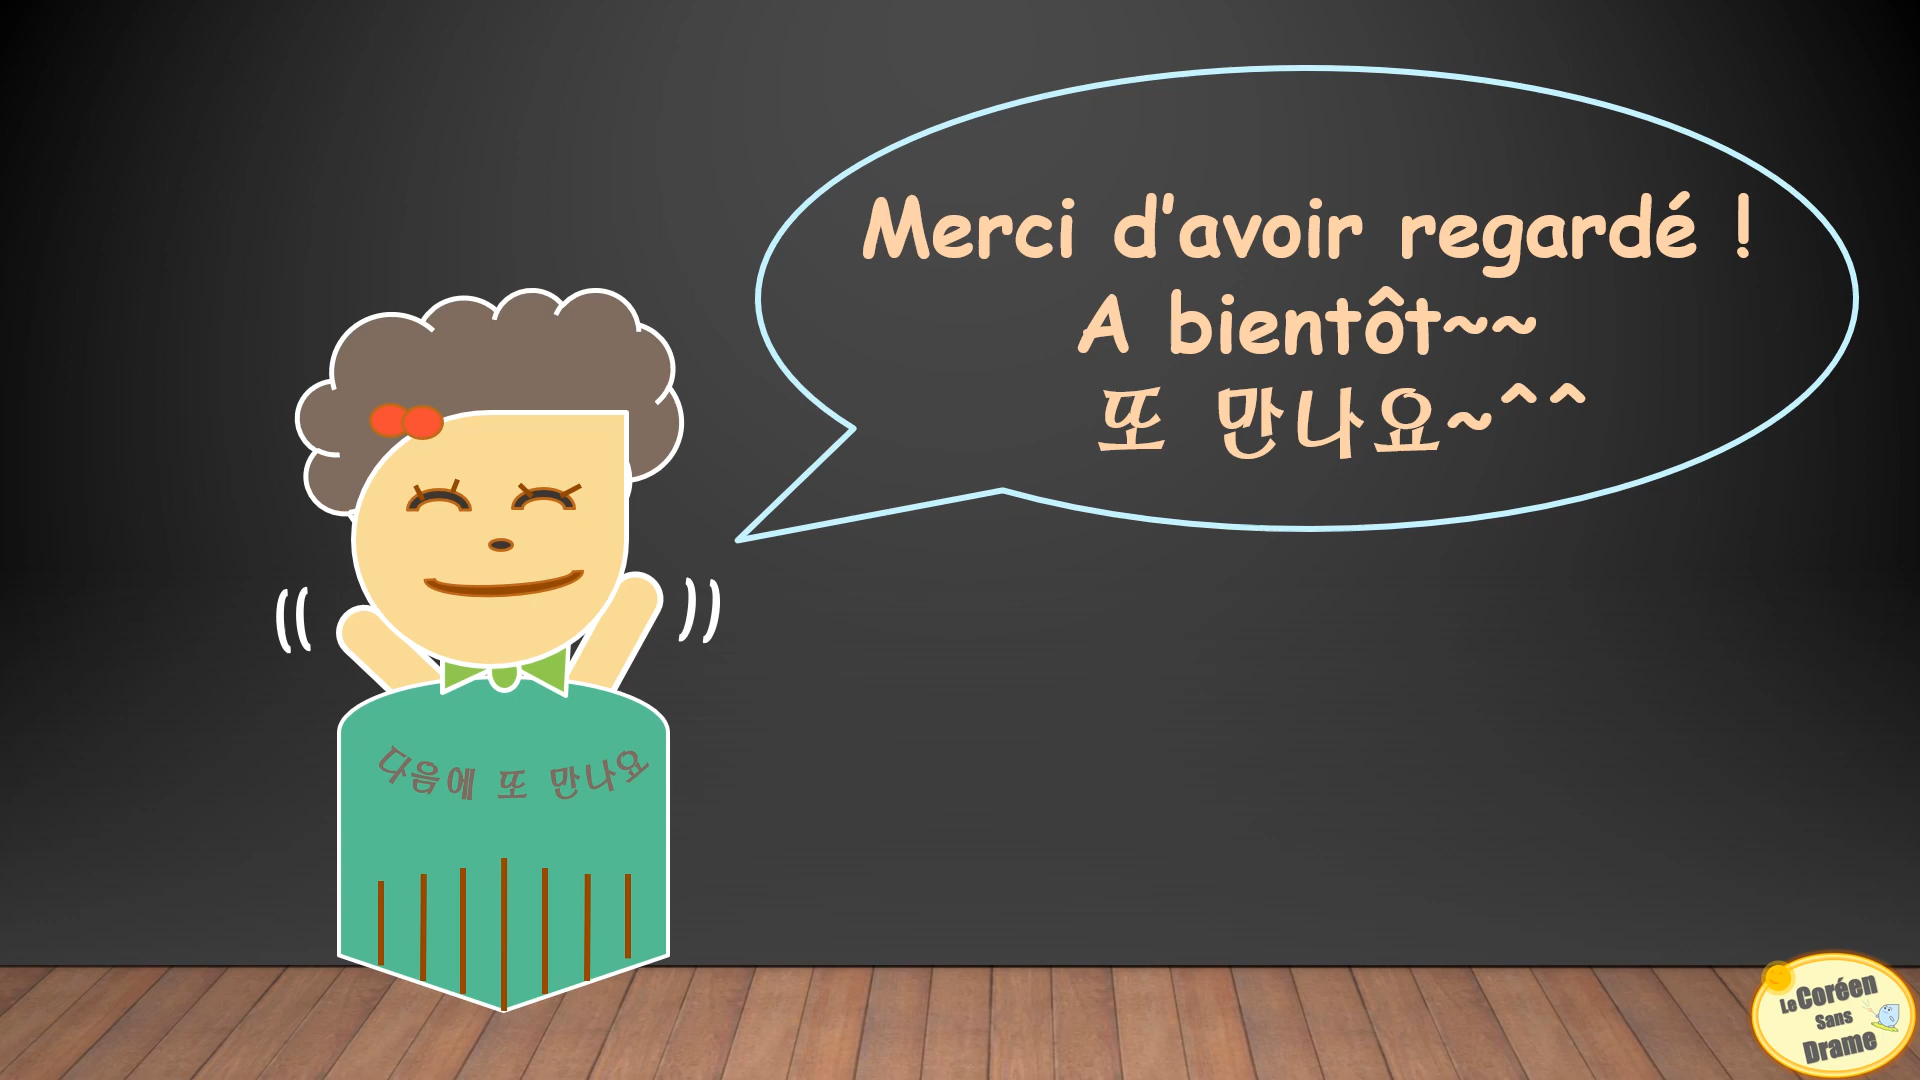 Merci d'avoir regardé !
A bientôt~~
또 만나요~^^
다음에 또 만나요
Le Coréen
Sans
Drame